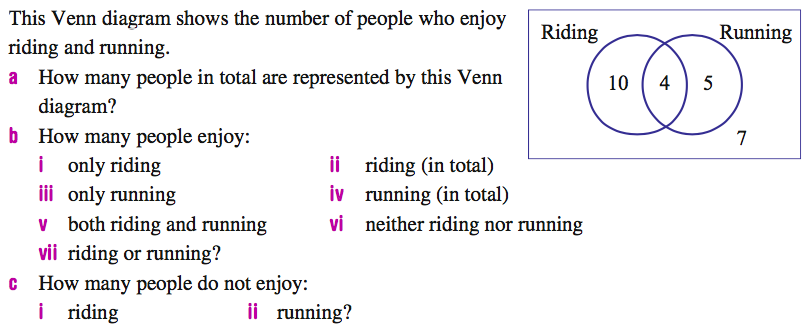 This Venn diagram shows the number of people who enjoy
riding and running.
a How many people in total are represented by this Venn
diagram?
b How many people enjoy:
i only riding ii riding (in total)
iii only running iv running (in total)
v both riding and running vi neither riding nor running
vii riding or running?
c How many people do not enjoy:
i riding ii running?
Riding Running
10 4 5
7